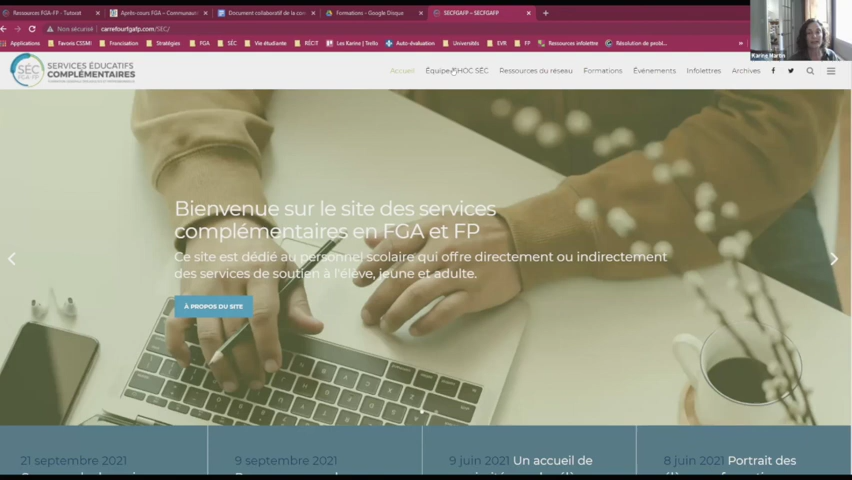 Ressources FGA-FP - Tutorat
Après-cours FGA – Communaut
Document collaboratif de la com
Formations – Google Disque
SECFGAFP – SECFGAFP
Non sécurisé | carrefourfgafp.com/SEC/
Applications Favoris CSSMI Francisation Stratégies FGA SÉC Vie étudiante RÉCIT Les Karine | Trello Auto-évaluation Universités EVR FP Ressources infolettre Résolution de probl...
Karine Martin
SÉC
FGA FP
SERVICES ÉDUCATIFS
COMPLÉMENTAIRES
Accueil Équipe ADHOC SÉC Ressources du réseau Formations Événements Infolettres Archives
Bienvenue sur le site des services
complémentaires en FGA et FP
Ce site est dédié au personnel scolaire qui offre directement ou indirectement
des services de soutien à l'élève, jeune et adulte.
À PROPOS DU SITE
21 septembre 2021
9 septembre 2021
9 juin 2021 Un accueil de
8 juin 2021 Portrait des